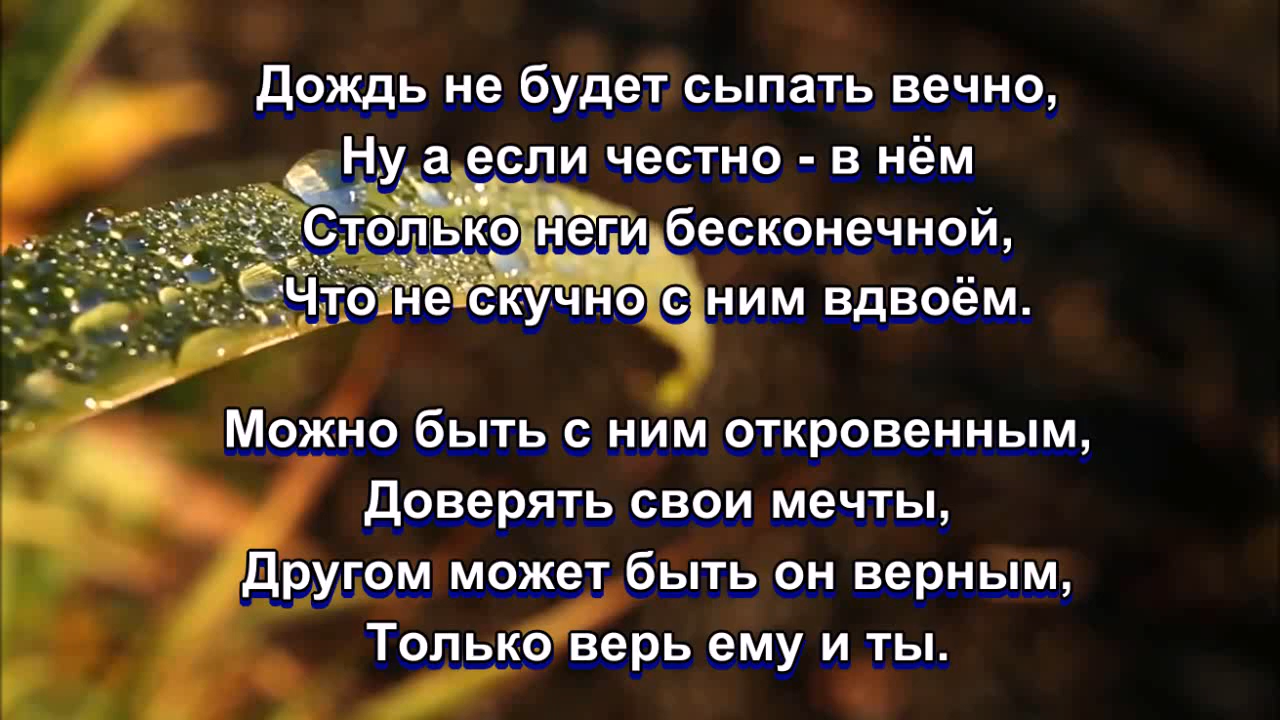 Дождь не будет сыпать вечно,
Ну а если честно - в нём
Столько неги бесконечной,
Что не скучно с ним вдвоём.
Можно быть с ним откровенным,
Доверять свои мечты,
Другом может быть он верным,
Только верь ему и ты.